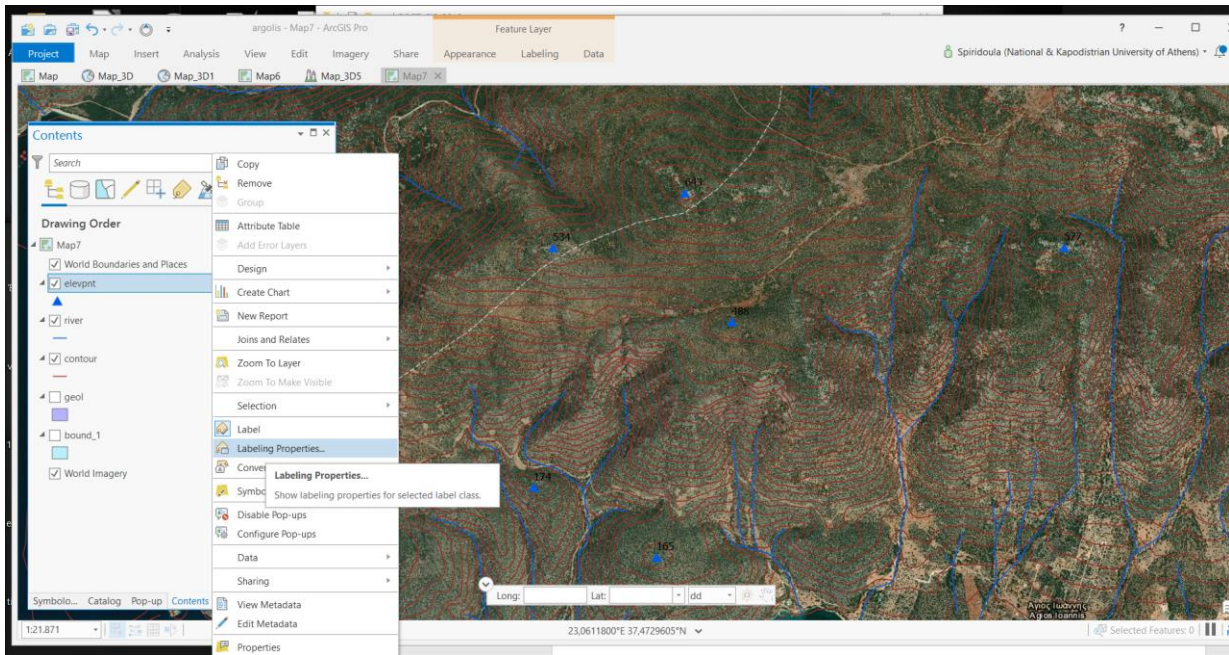 argolis - Map7 - ArcGIS Pro
Feature Layer
? 
Project Map Insert Analysis View Edit Imagery Share Appearance Labeling Data
Spiridoula (National & Kapodistrian University of Athens)
Map Map_3D Map_3D1 Map6 Map_3D5 Map7
Contents
Search
Drawing Order
Map7
World Boundaries and Places
elevpnt
river
contour
geol
bound_1
World Imagery
Symbolo... Catalog Pop-up Contents
Copy
Remove
Group
Attribute Table
Add Error Layers
Design
Create Chart
New Report
Joins and Relates
Zoom To Layer
Zoom To Make Visible
Selection
Label
Labeling Properties...
Conver
Symbo
Labeling Properties...
Show labeling properties for selected label class.
Disable Pop-ups
Configure Pop-ups
Data
Sharing
View Metadata
Edit Metadata
Properties
534
577
488
174
165
Long: Lat: dd
Άγιος Ιωάννης
Agios Ioannis
1:21.871
23,0611800°E 37,4729605°N
Selected Features: 0